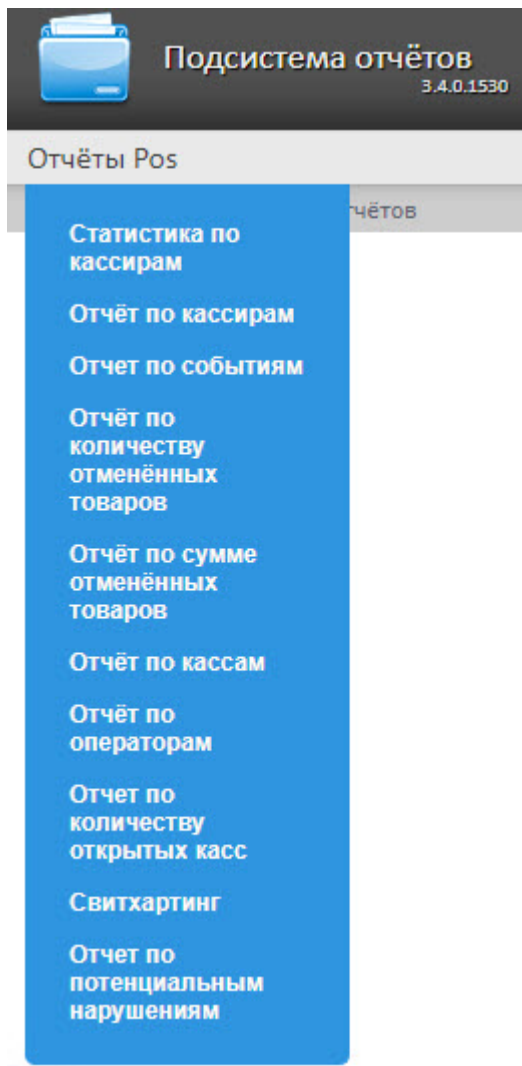 Подсистема отчётов
3.4.0.1530
Отчёты Pos
чётов
Статистика по
кассирам
Отчёт по кассирам
Отчет по событиям
Отчёт по
количеству
отменённых
товаров
Отчёт по сумме
отменённых
товаров
Отчёт по кассам
Отчёт по
операторам
Отчет по
количеству
открытых касс
Свитхартинг
Отчет по
потенциальным
нарушениям